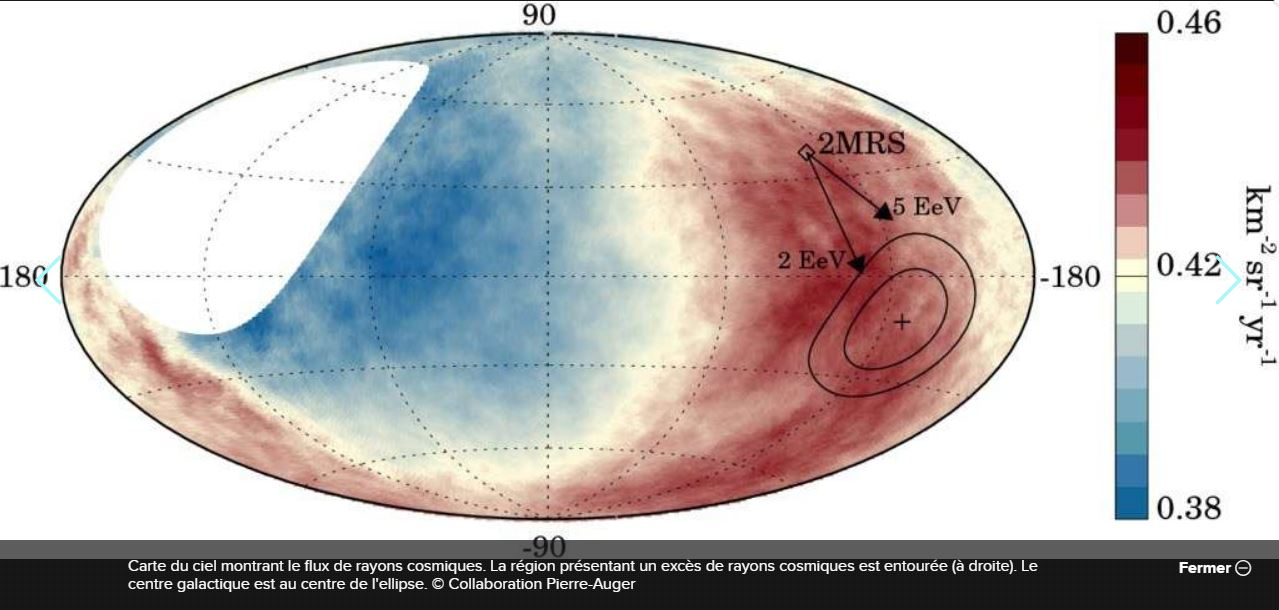 90
0.46
2MRS
5 EeV
2 EeV
180
-180
0.42
km-2 sr-1 yr-1
0.38
-90
Carte du ciel montrant le flux de rayons cosmiques. La région présentant un excès de rayons cosmiques est entourée (à droite). Le
centre galactique est au centre de l'ellipse. © Collaboration Pierre-Auger
Fermer